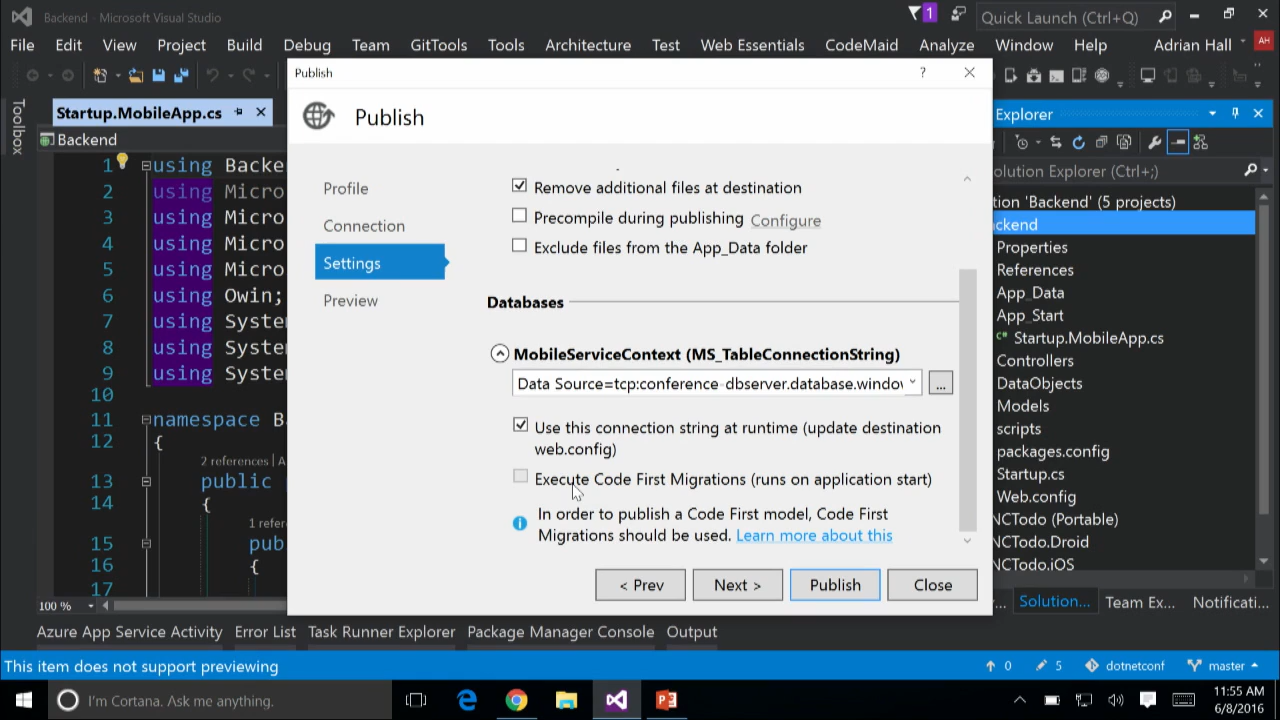 Backend - Microsoft Visual Studio
1
Quick Launch (Ctrl+Q)
File Edit View Project Build Debug Team GitTools Tools Architecture Test Web Essentials CodeMaid Analyze Window Help Adrian Hall AH
Toolbox
Startup.MobileApp.cs
Backend
1 using Backe
2 using Micro
3 using Micro
4 using Micro
5 using Micro
6 using Owin;
7 using Syste
8 using Syste
9 using Syste
10
11 namespace B
12 {
2 references | A
13 public
14 {
1 refer
15 pub
16 {
17
100 %
Publish
?
Publish
Profile
Connection
Settings
Preview
Remove additional files at destination
Precompile during publishing Configure
Exclude files from the App_Data folder
Databases
MobileServiceContext (MS_TableConnectionString)
Data Source=tcp:conference-dbserver.database.windov
...
Use this connection string at runtime (update destination
web.config)
Execute Code First Migrations (runs on application start)
In order to publish a Code First model, Code First
Migrations should be used. Learn more about this
< Prev
Next >
Publish
Close
Explorer
olution Explorer (Ctrl+;)
tion 'Backend' (5 projects)
ckend
Properties
References
App_Data
App_Start
C# Startup.MobileApp.cs
Controllers
DataObjects
Models
scripts
packages.config
Startup.cs
Web.config
NCTodo (Portable)
NCTodo.Droid
NCTodo.iOS
... Solution... Team Ex... Notificati...
Azure App Service Activity Error List Task Runner Explorer Package Manager Console Output
This item does not support previewing
0 5 dotnetconf master
I'm Cortana. Ask me anything.
11:55 AM
6/8/2016